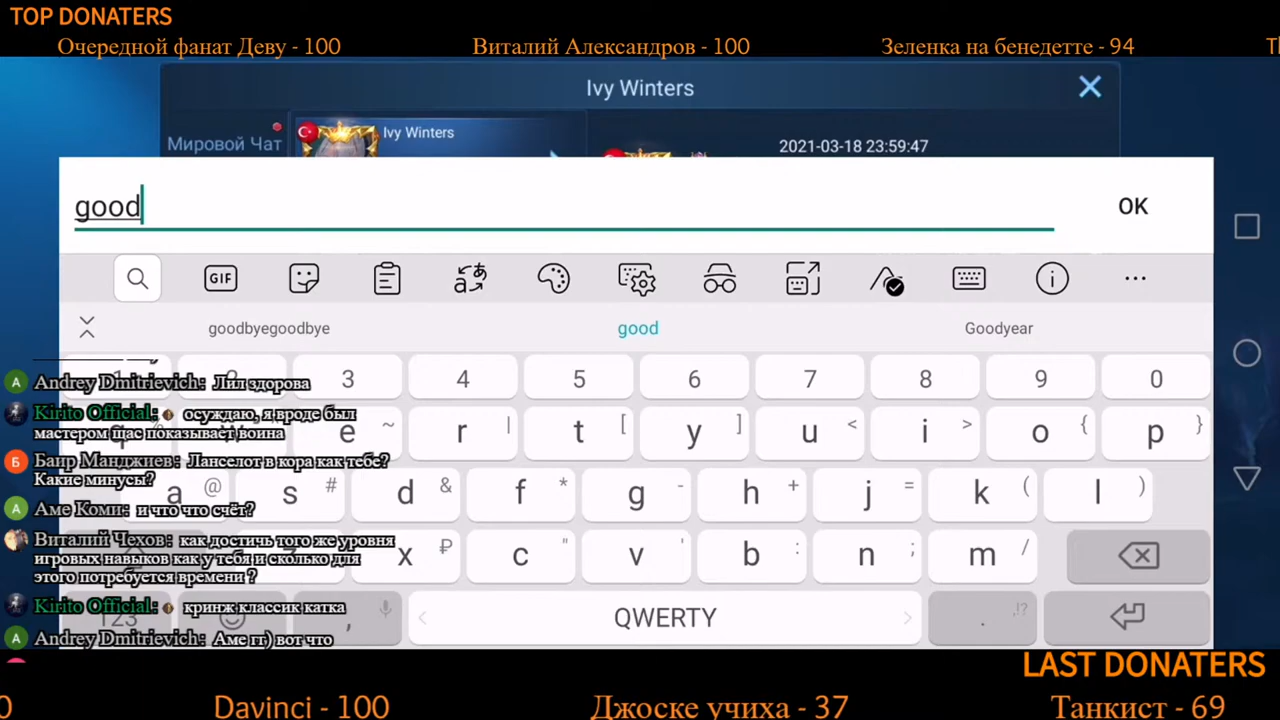 TOP DONATERS
Очередной фанат Деву - 100 Виталий Александров - 100 Зеленка на бенедетте - 94
Ivy Winters
Мировой Чат
Ivy Winters
2021-03-18 23:59:47
good
OK
GIF
goodbyegoodbye good Goodyear
3 4 5 6 7 8 9 0
e ~ r | t [ y ] u < i > o { p }
a @ s # d & f * g - h + j = k ( l )
x ₽ c " v ' b : n ; m /
123 , QWERTY . .!?
Andrey Dmitrievich: Лил здорова
Kirito Official.: осуждаю, я вроде был
мастером щас показывает воина
Баир Манджиев: Ланселот в кора как тебе?
Какие минусы?
Аме Коми: и что что счёт?
Виталий Чехов: как достичь того же уровня
игровых навыков как у тебя и сколько для
этого потребуется времени ?
Kirito Official.: кринж классик катка
Andrey Dmitrievich: Аме гг) вот что
LAST DONATERS
0 Davinci - 100 Джоске учиха - 37 Танкист - 69